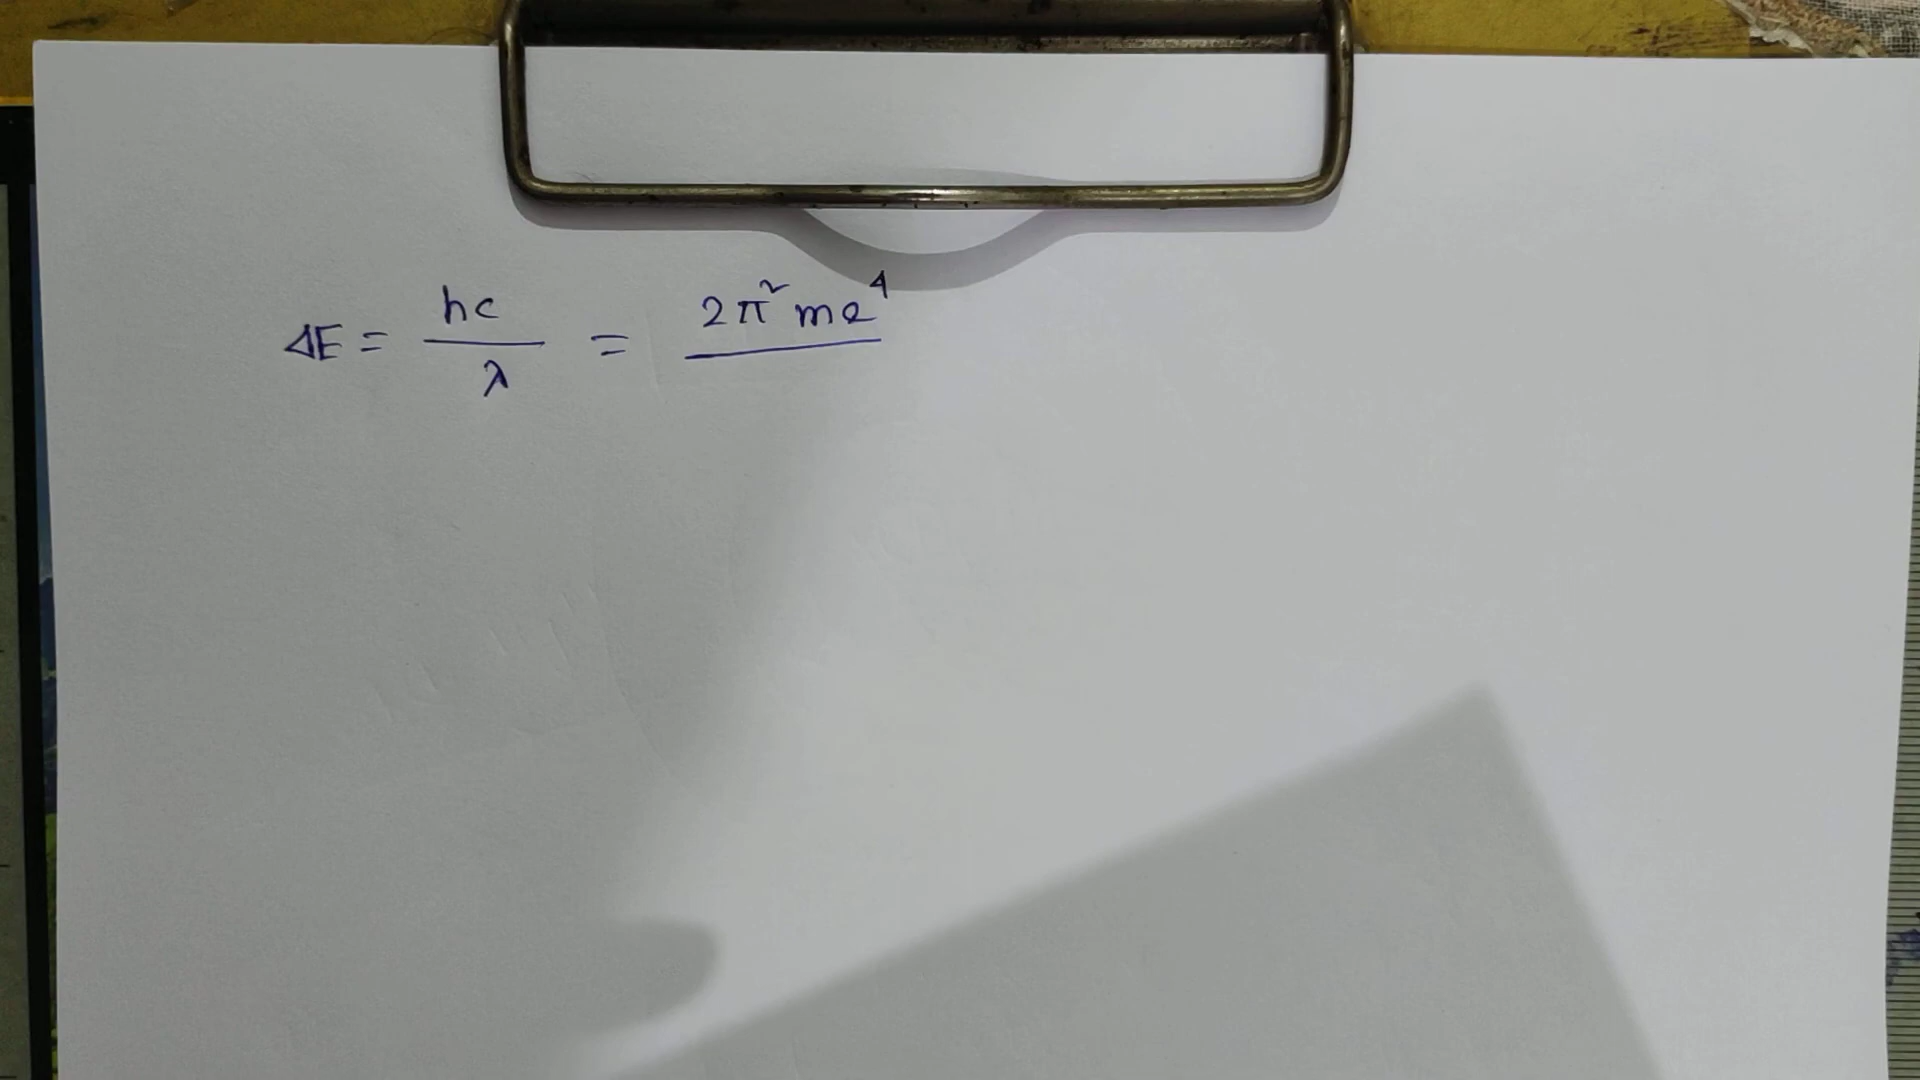 ΔE = hc/λ = 2π²me⁴/